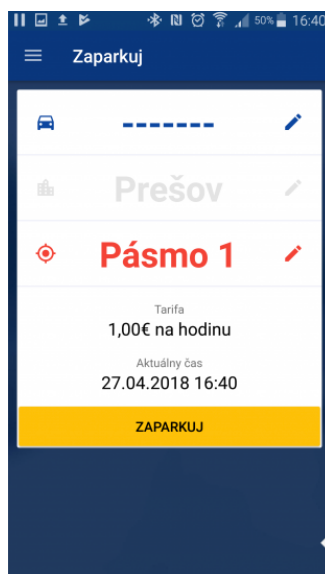 50% 16:40
Zaparkuj
-------
Prešov
Pásmo 1
Tarifa
1,00€ na hodinu
Aktuálny čas
27.04.2018 16:40
ZAPARKUJ